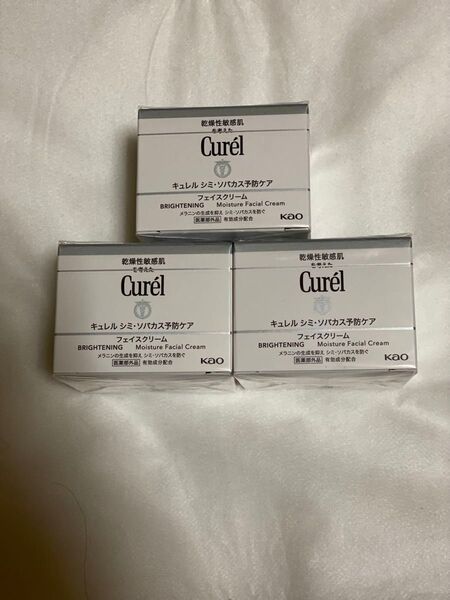 乾燥性敏感肌
を考えた
Curél
キュレル シミ・ソバカス予防ケア
フェイスクリーム
BRIGHTENING Moisture Facial Cream
メラニンの生成を抑え シミ・ソバカスを防ぐ
医薬部外品 有効成分配合
Kao
乾燥性敏感肌
を考えた
Curél
キュレル シミ・ソバカス予防ケア
フェイスクリーム
BRIGHTENING Moisture Facial Cream
メラニンの生成を抑え シミ・ソバカスを防ぐ
医薬部外品 有効成分配合
Kao
乾燥性敏感肌
を考えた
Curél
キュレル シミ・ソバカス予防ケア
フェイスクリーム
BRIGHTENING Moisture Facial Cream
メラニンの生成を抑え シミ・ソバカスを防ぐ
医薬部外品 有効成分配合
Kao